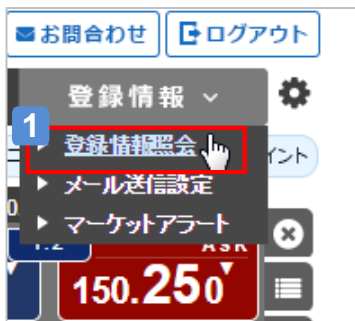 お問合わせ ログアウト
登録情報
1
登録情報照会
イント
メール送信設定
マーケットアラート
1.2 ASK
150.250